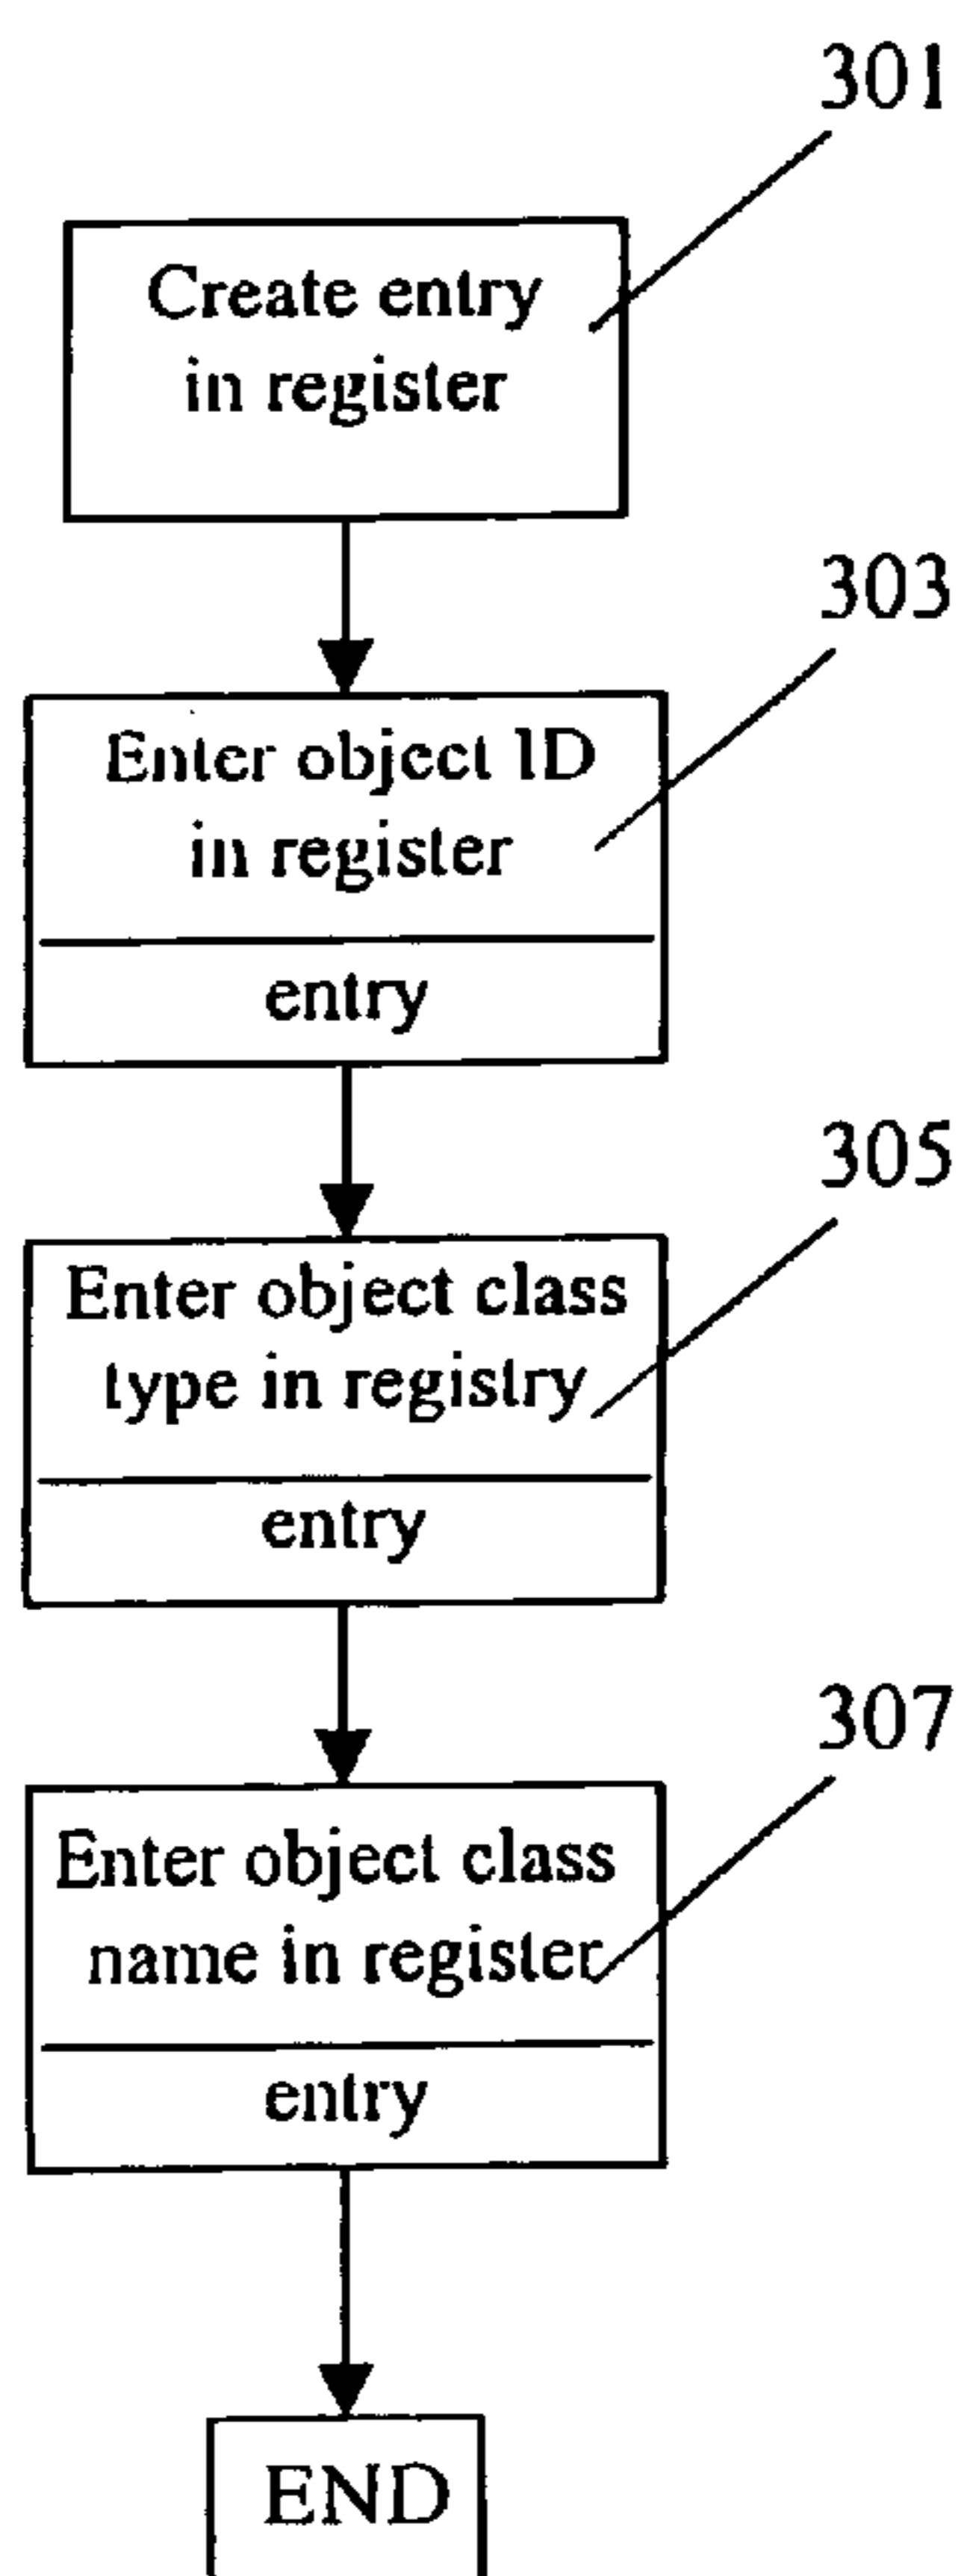 301
Create entry
in register
303
Enter object ID
in register
entry
305
Enter object class
type in registry
entry
307
Enter object class
name in register
entry
END